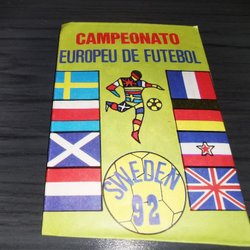 CAMPEONATO
EUROPEU DE FUTEBOL
SWEDEN
92